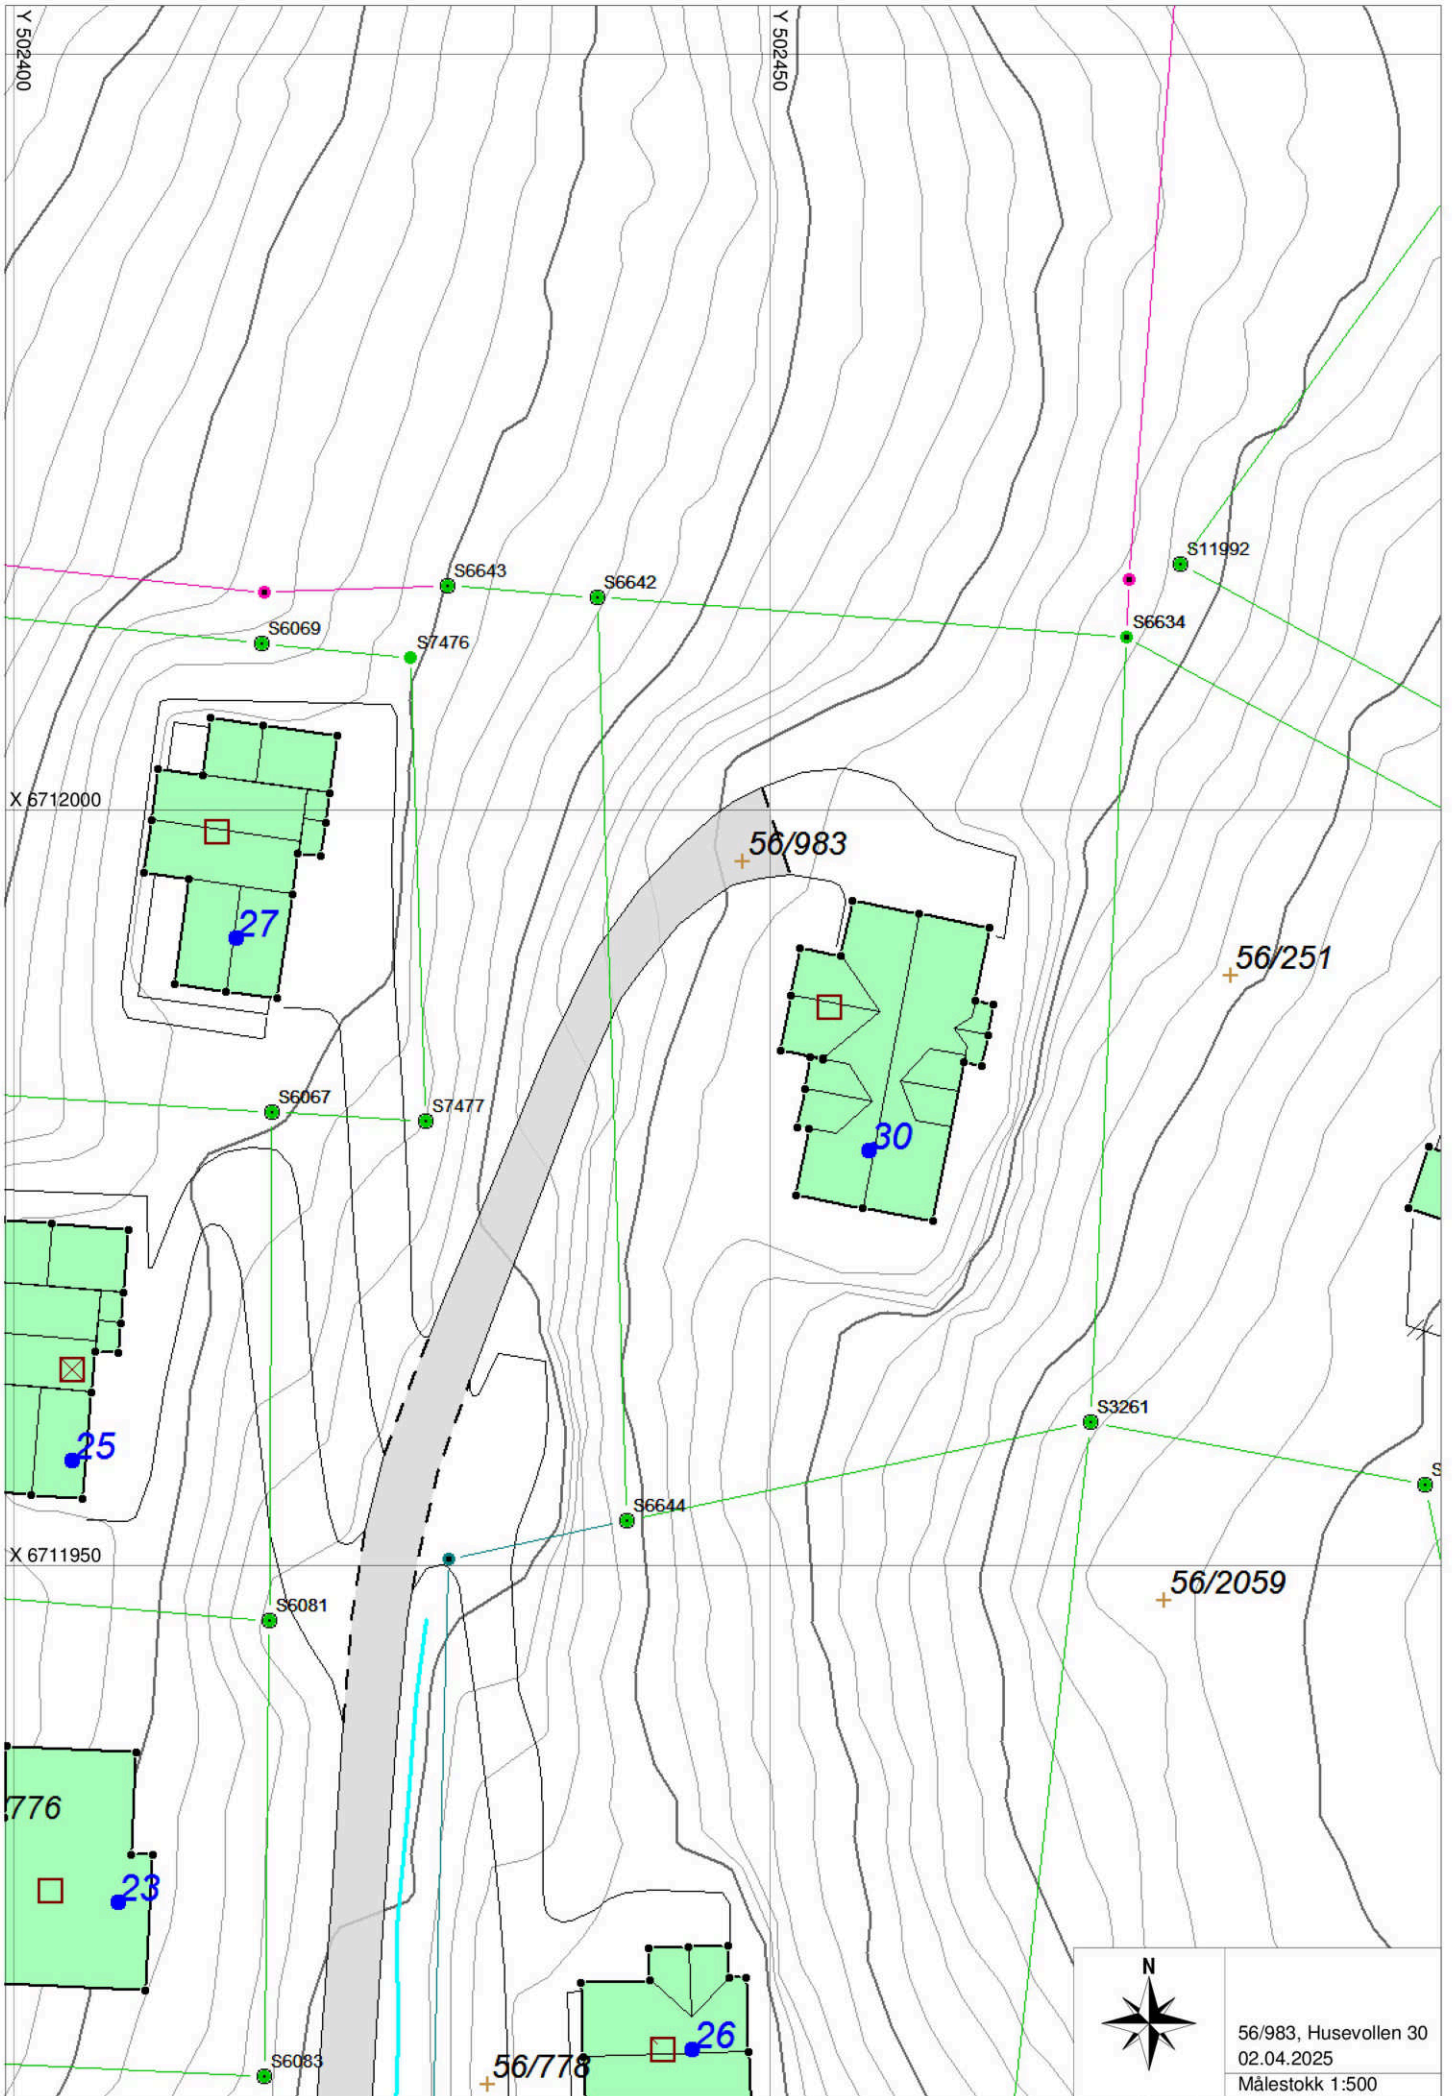 Y 502400
Y 502450
S11992
S6643
S6642
S6634
S6069
S7476
X 6712000
56/983
27
56/251
S6067
S7477
30
S3261
25
S
S6644
X 6711950
56/2059
S6081
/776
23
N
26
56/983, Husevollen 30
02.04.2025
S6083
56/778
Målestokk 1:500